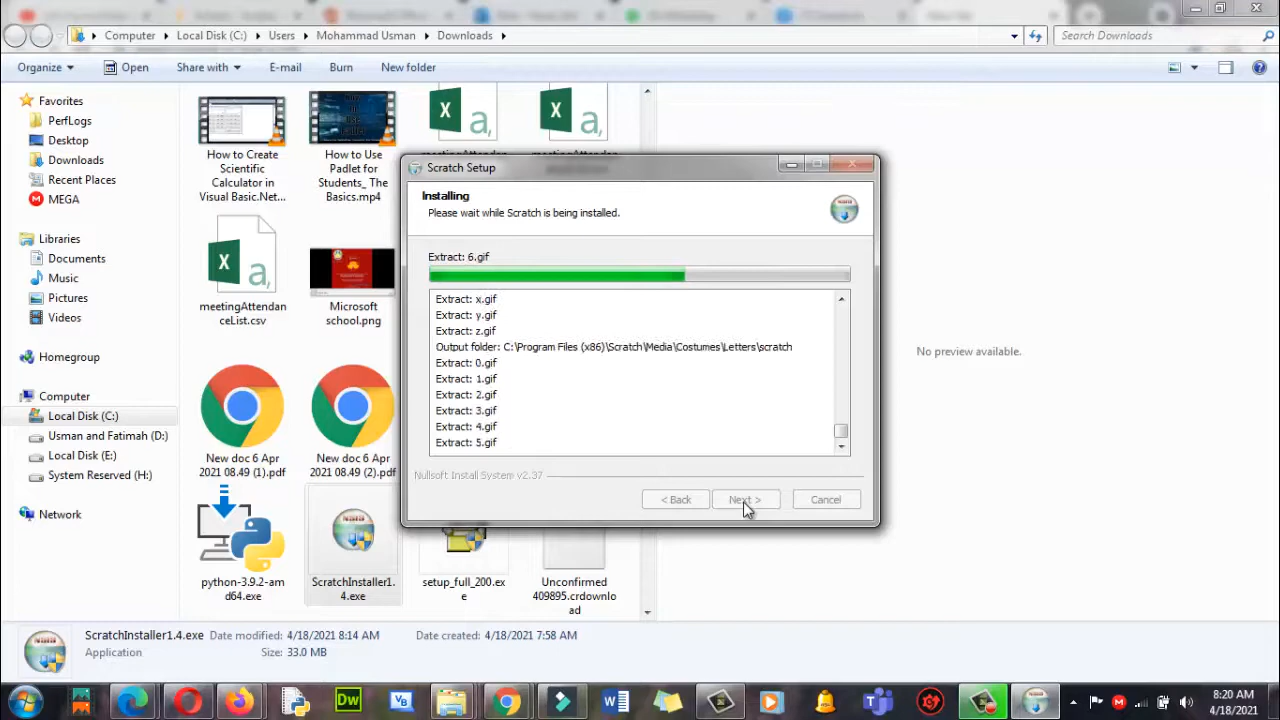 Computer ▸ Local Disk (C:) ▸ Users ▸ Mohammad Usman ▸ Downloads ▸
Search Downloads
Organize
Open
Share with
E-mail
Burn
New folder
Favorites
PerfLogs
Desktop
Downloads
Recent Places
MEGA
Libraries
Documents
Music
Pictures
Videos
Homegroup
Computer
Local Disk (C:)
Usman and Fatimah (D:)
Local Disk (E:)
System Reserved (H:)
Network
How to Create
Scientific
Calculator in
Visual Basic.Net...
How to Use
Padlet for
Students_ The
Basics.mp4
meetingAttendan
ceList.csv
Microsoft
school.png
New doc 6 Apr
2021 08.49 (1).pdf
New doc 6 Apr
2021 08.49 (2).pdf
python-3.9.2-am
d64.exe
ScratchInstaller1.
4.exe
setup_full_200.ex
e
Unconfirmed
409895.crdownlo
ad
Scratch Setup
Installing
Please wait while Scratch is being installed.
Extract: 6.gif
Extract: x.gif
Extract: y.gif
Extract: z.gif
Output folder: C:\Program Files (x86)\Scratch\Media\Costumes\Letters\scratch
Extract: 0.gif
Extract: 1.gif
Extract: 2.gif
Extract: 3.gif
Extract: 4.gif
Extract: 5.gif
Nullsoft Install System v2.37
< Back
Next >
Cancel
No preview available.
ScratchInstaller1.4.exe Date modified: 4/18/2021 8:14 AM Date created: 4/18/2021 7:58 AM
Application Size: 33.0 MB
8:20 AM
4/18/2021